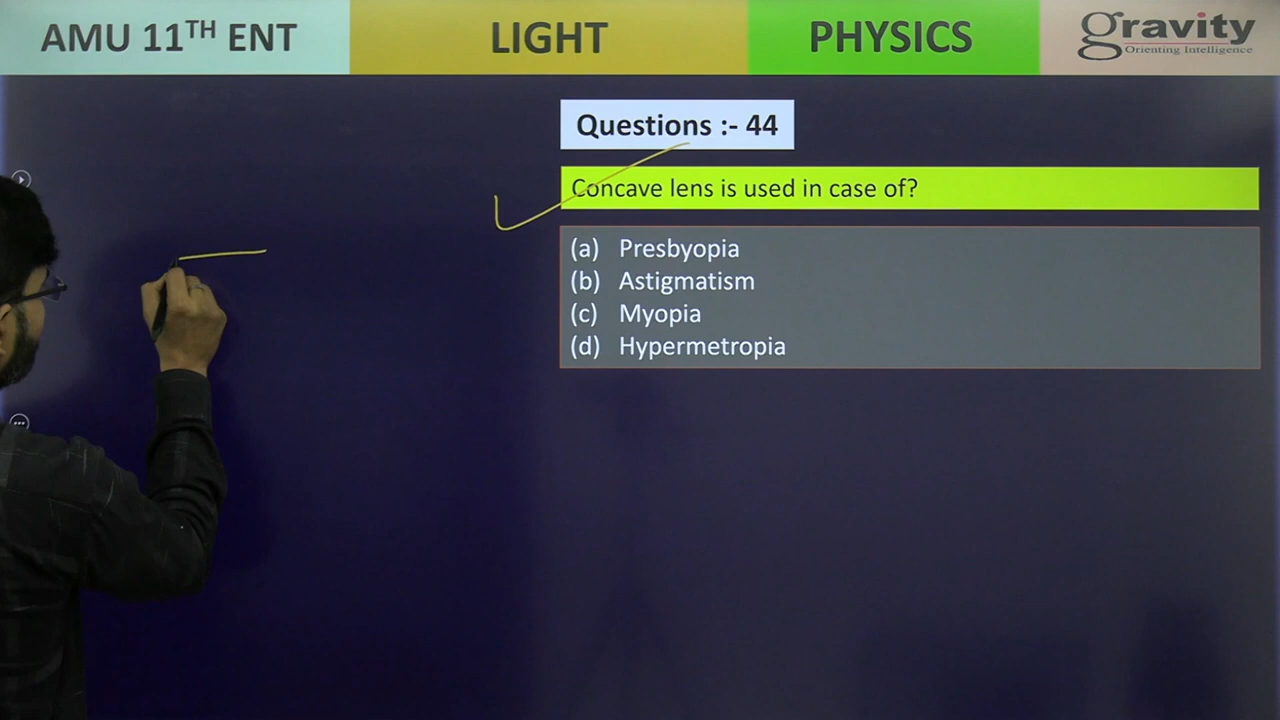 AMU 11TH ENT
LIGHT
PHYSICS
gravity
Orienting Intelligence
Questions :- 44
Concave lens is used in case of?
(a) Presbyopia
(b) Astigmatism
(c) Myopia
(d) Hypermetropia